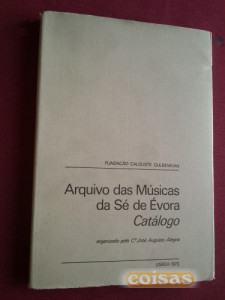 FUNDAÇÃO CALOUSTE GULBENKIAN
Arquivo das Músicas
da Sé de Évora
Catálogo
organizado pelo Cº José Augusto Alegria
LISBOA 1973
coisas